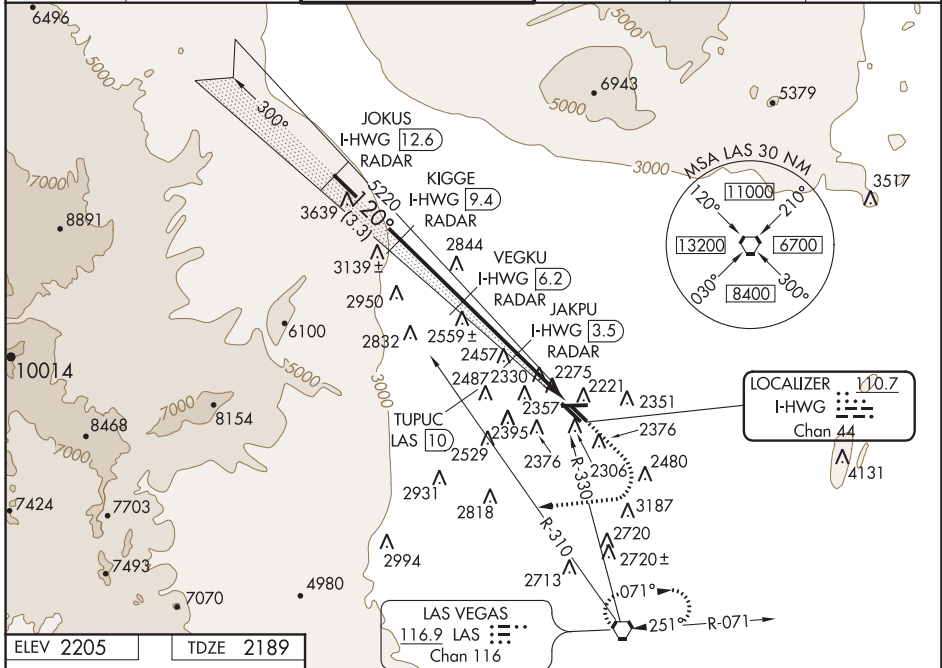 6496
5000
6943
5000
5379
3000
300°
JOKUS
I-HWG 12.6
RADAR
MSA LAS 30 NM
11000
120°
210°
13200
6700
030°
300°
8400
3517
7000
8891
KIGGE
I-HWG 9.4
RADAR
5220
120°
3639
(3.3)
3139±
2844
VEGKU
I-HWG 6.2
RADAR
2950
2559±
JAKPU
I-HWG 3.5
RADAR
6100
2832
5000
10014
2457
3000
2487
2330
2275
2221
2351
LOCALIZER 110.7
I-HWG
Chan 44
7000
8154
TUPUC
LAS 10
2357
2395
2376
8468
7000
2529
2376
2306
2480
4131
2931
R-330
7424
7703
2818
3187
R-310
2720
2994
2720±
7493
2713
4980
7070
071°
LAS VEGAS
116.9 LAS
Chan 116
251°
R-071
ELEV 2205
TDZE 2189